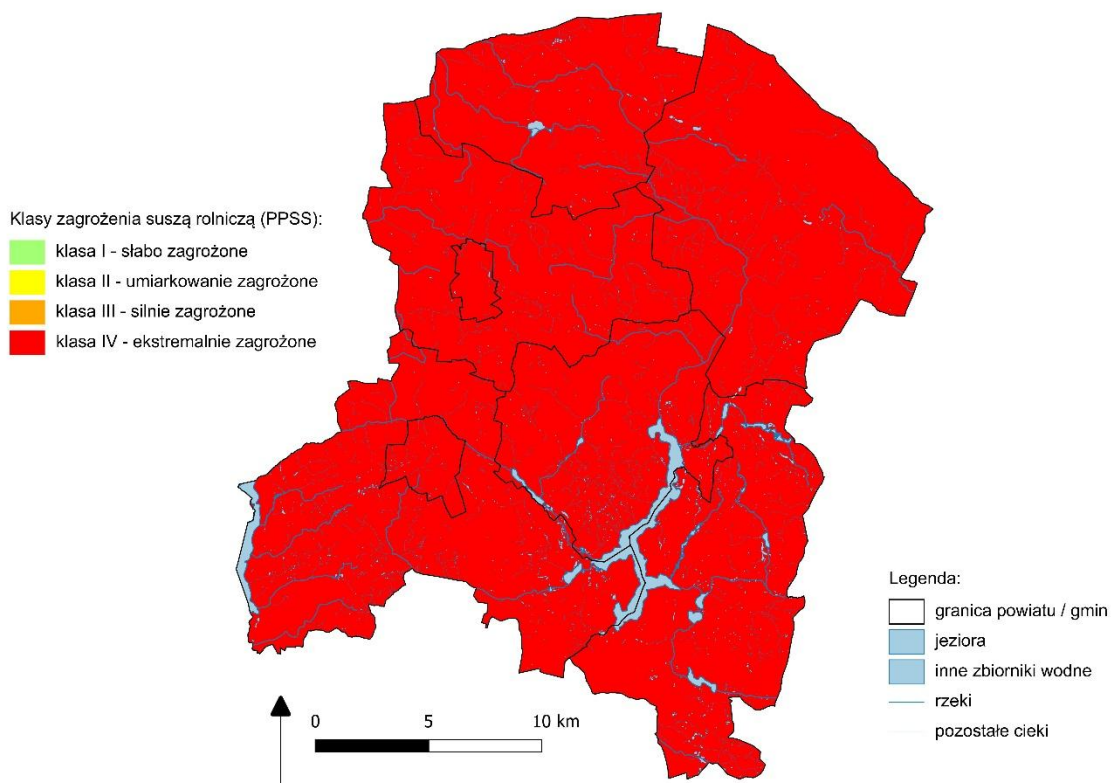 Klasy zagrożenia suszą rolniczą (PPSS):
klasa I - słabo zagrożone
klasa II - umiarkowanie zagrożone
klasa III - silnie zagrożone
klasa IV - ekstremalnie zagrożone
Legenda:
granica powiatu / gmin
jeziora
inne zbiorniki wodne
rzeki
pozostałe cieki
0 5 10 km